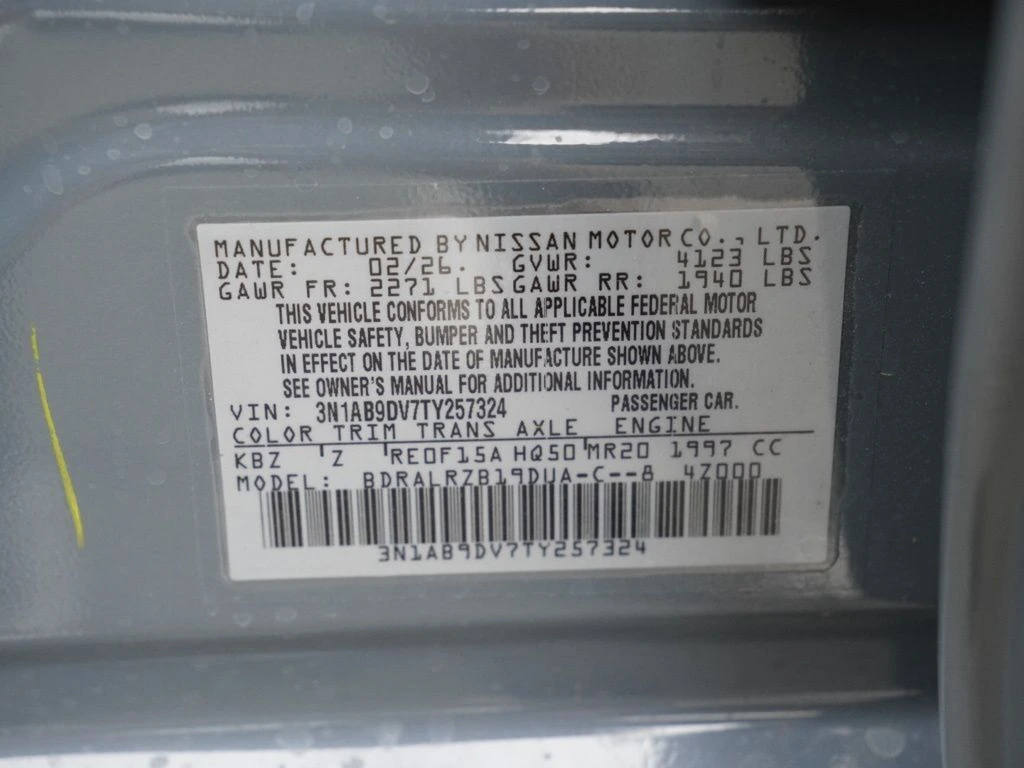 MANUFACTURED BY NISSAN MOTOR CO., LTD.
DATE: 02/26. GVWR: 4123 LBS
GAWR FR: 2271 LBS GAWR RR: 1940 LBS
THIS VEHICLE CONFORMS TO ALL APPLICABLE FEDERAL MOTOR
VEHICLE SAFETY, BUMPER AND THEFT PREVENTION STANDARDS
IN EFFECT ON THE DATE OF MANUFACTURE SHOWN ABOVE.
SEE OWNER'S MANUAL FOR ADDITIONAL INFORMATION.
VIN: 3N1AB9DV7TY257324 PASSENGER CAR.
COLOR TRIM TRANS AXLE ENGINE
KBZ Z RE0F15A HQ50 MR20 1997 CC
MODEL: BDRALRZB19DUA-C--8 4Z000
3N1AB9DV7TY257324